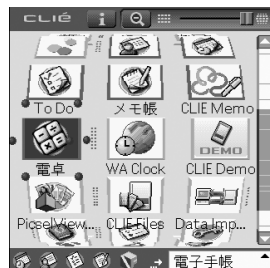 CLIÉ
To Do メモ帳 CLIE Memo
DEMO
電卓 WA Clock CLIE Demo
PicselView... CLIE Files Data Imp...
電子手帳